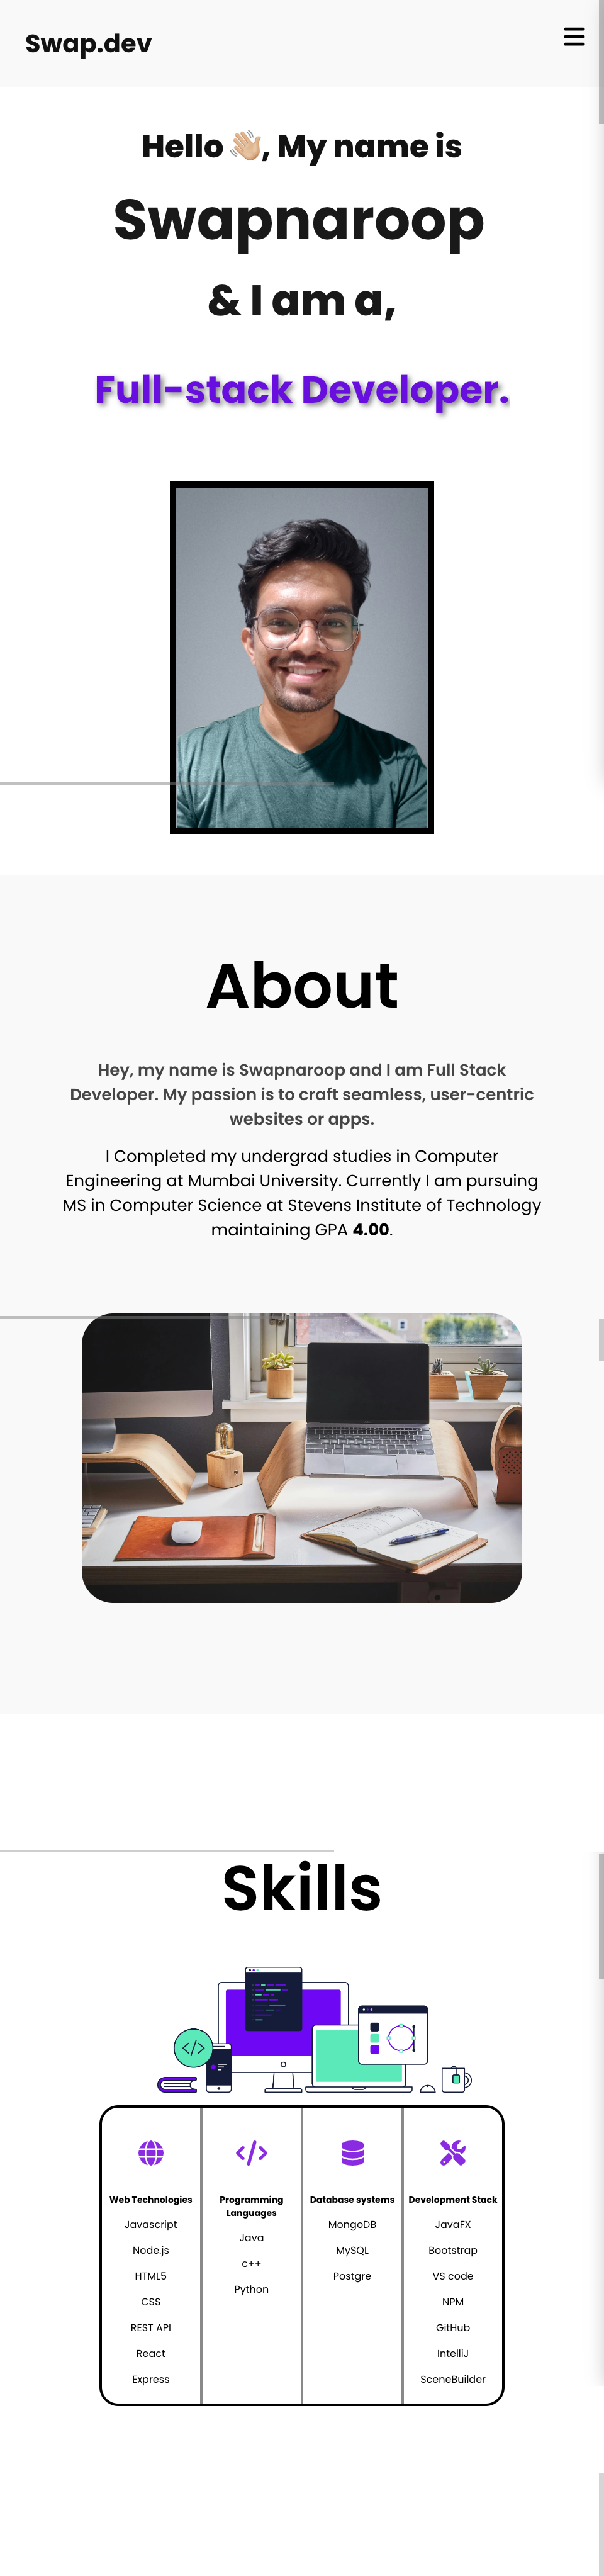 Swap.dev
Hello 👋🏼, My name is
Swapnaroop
& I am a,
Full-stack Developer.
About
Hey, my name is Swapnaroop and I am Full Stack
Developer. My passion is to craft seamless, user-centric
websites or apps.
I Completed my undergrad studies in Computer
Engineering at Mumbai University. Currently I am pursuing
MS in Computer Science at Stevens Institute of Technology
maintaining GPA 4.00.
Skills
Web Technologies
Javascript
Node.js
HTML5
CSS
REST API
React
Express
Programming
Languages
Java
c++
Python
Database systems
MongoDB
MySQL
Postgre
Development Stack
JavaFX
Bootstrap
VS code
NPM
GitHub
IntelliJ
SceneBuilder